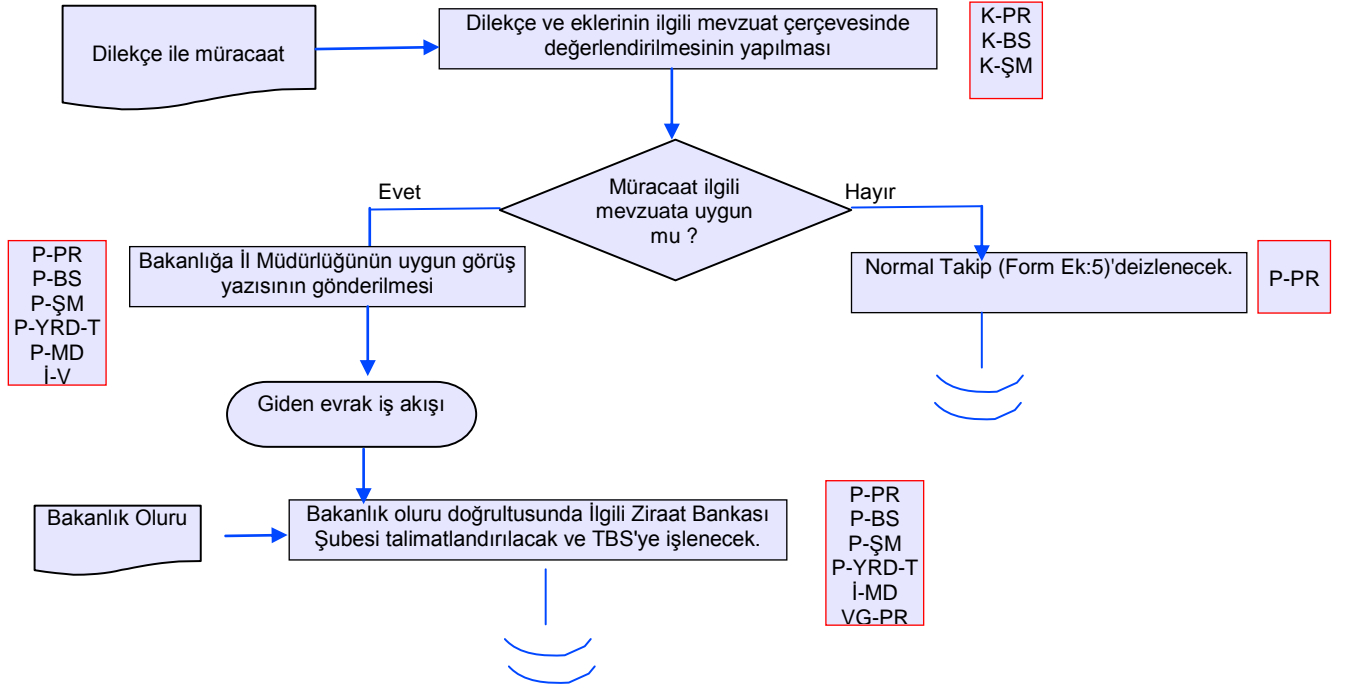 Dilekçe ile müracaat
Dilekçe ve eklerinin ilgili mevzuat çerçevesinde
değerlendirilmesinin yapılması
K-PR
K-BS
K-ŞM
Müracaat ilgili
mevzuata uygun
mu ?
Evet
Hayır
P-PR
P-BS
P-ŞM
P-YRD-T
P-MD
İ-V
Bakanlığa İl Müdürlüğünün uygun görüş
yazısının gönderilmesi
Normal Takip (Form Ek:5)'deizlenecek.
P-PR
Giden evrak iş akışı
Bakanlık Oluru
Bakanlık oluru doğrultusunda İlgili Ziraat Bankası
Şubesi talimatlandırılacak ve TBS'ye işlenecek.
P-PR
P-BS
P-ŞM
P-YRD-T
İ-MD
VG-PR